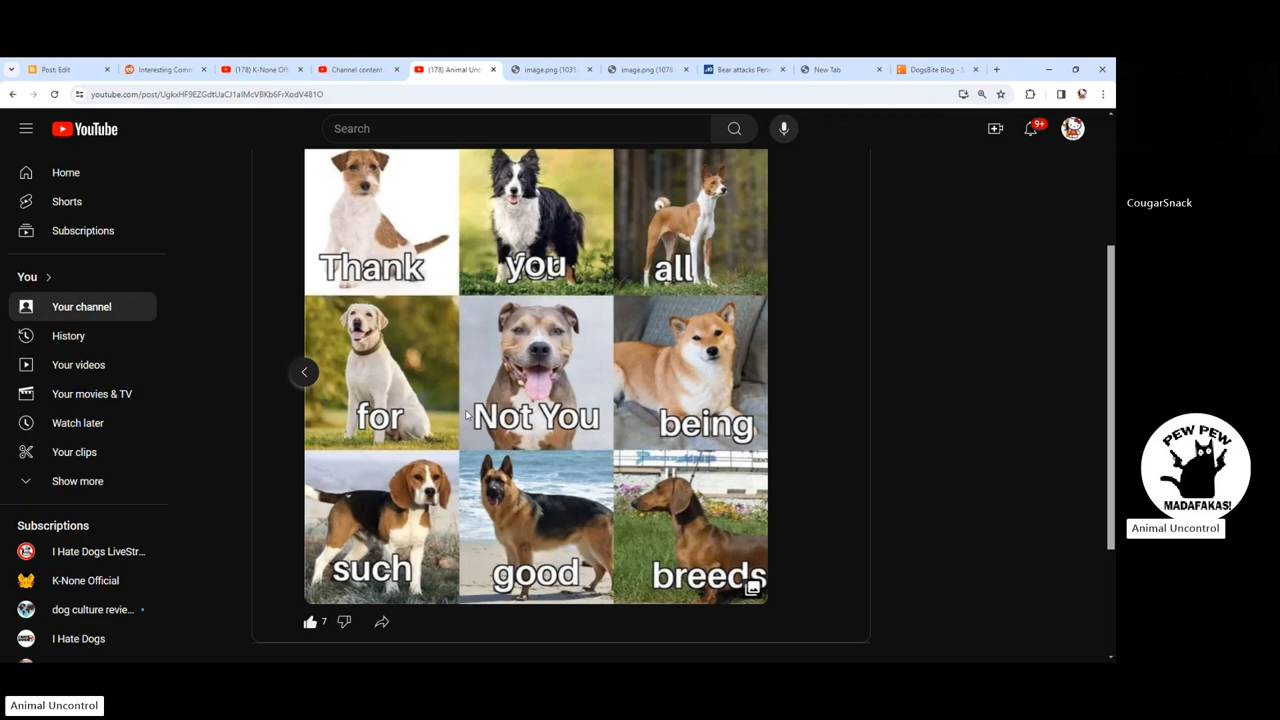 Post: Edit
Interesting Comm
(178) K-None Offi
Channel content
(178) Animal Unc
image.png (1035
image.png (1078
Bear attacks Penn
New Tab
DogsBite Blog - S
youtube.com/post/UgkxHF9EZGdtUaCJ1aIMcVBKb6FrXodV481O
YouTube
Search
9+
Home
Shorts
Subscriptions
You
Your channel
History
Your videos
Your movies & TV
Watch later
Your clips
Show more
Subscriptions
I Hate Dogs LiveStr...
K-None Official
dog culture revie...
I Hate Dogs
Thank you all
for Not You being
such good breeds
7
CougarSnack
PEW PEW
MADAFAKAS!
Animal Uncontrol
Animal Uncontrol